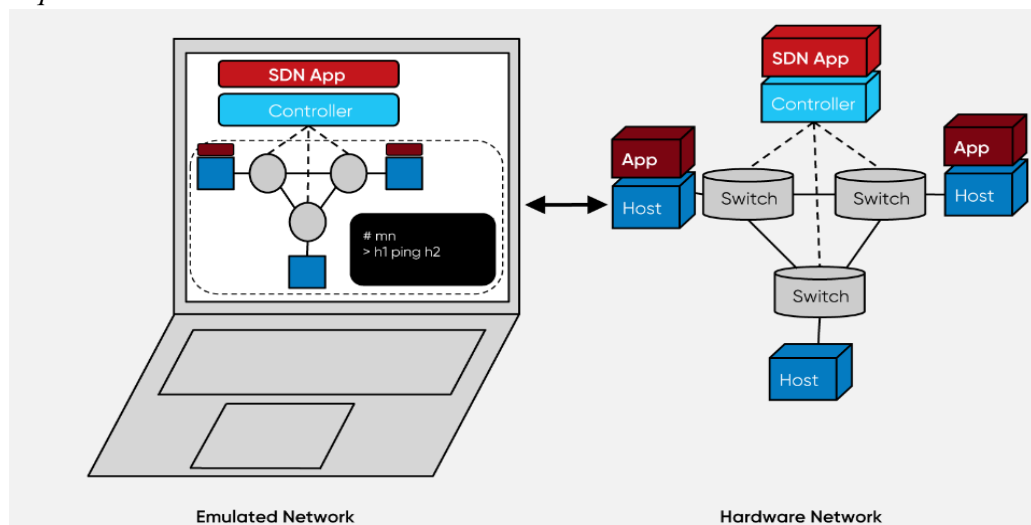 SDN App
Controller
# mn
> h1 ping h2
Emulated Network
SDN App
Controller
App
Host
App
Host
Switch
Switch
Switch
Host
Hardware Network